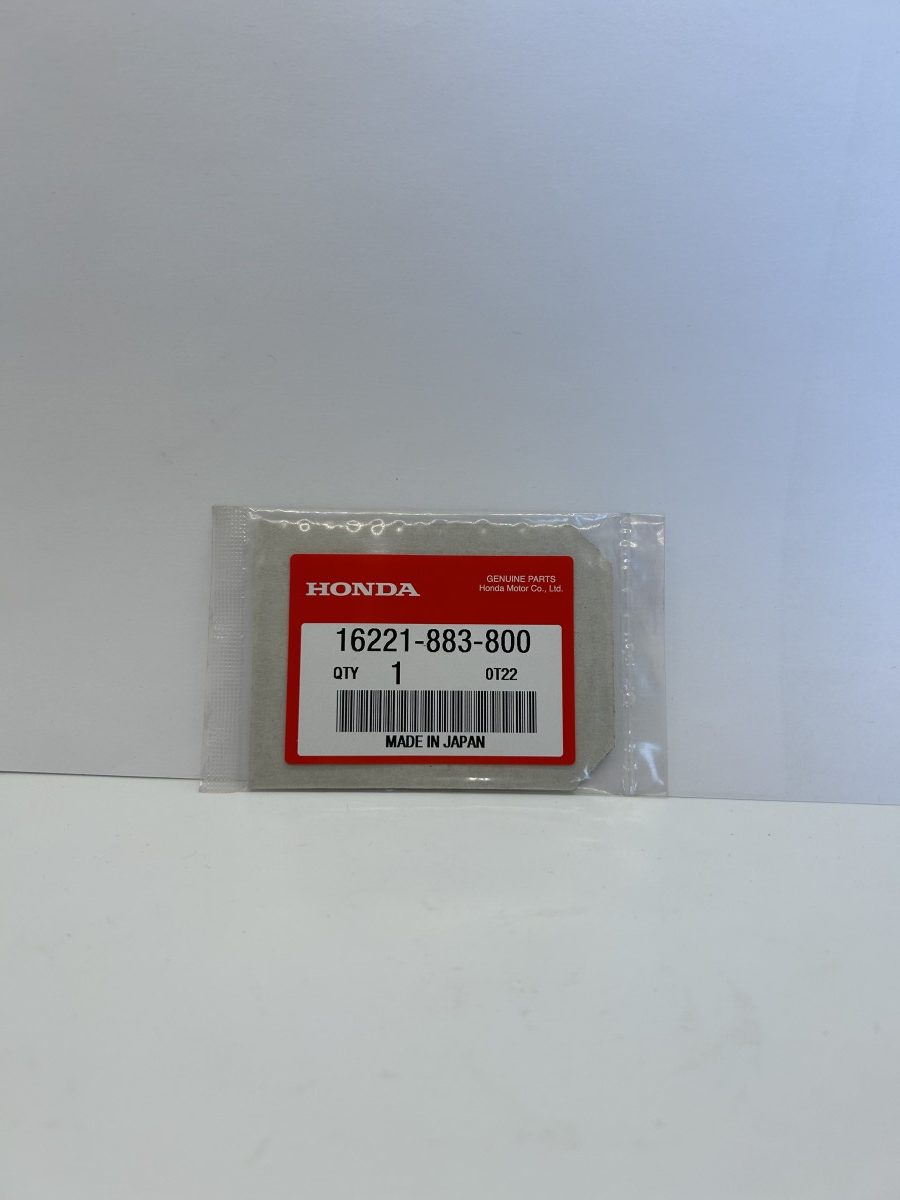 HONDA
GENUINE PARTS
Honda Motor Co., Ltd.
16221-883-800
QTY 1 0T22
MADE IN JAPAN